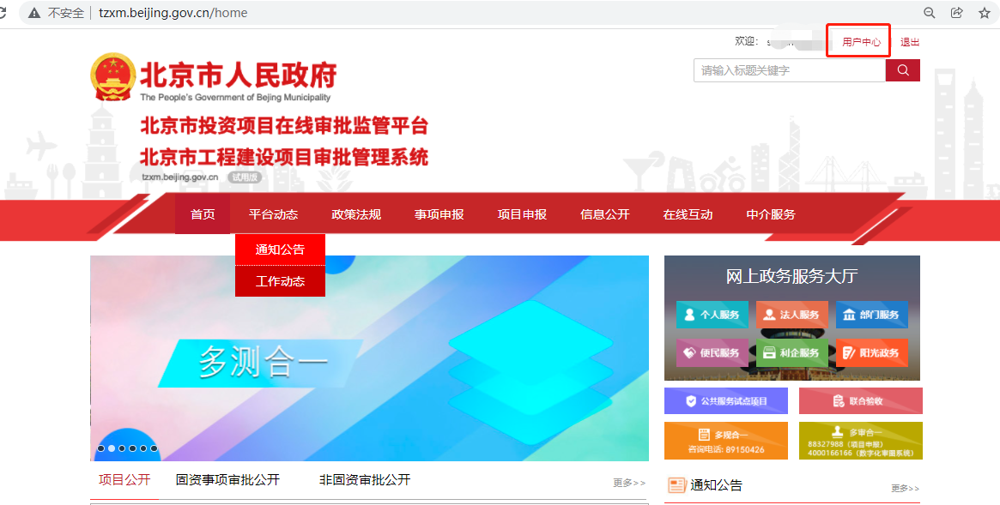 不安全 tzxm.beijing.gov.cn/home
欢迎： 用户中心 退出
请输入标题关键字
北京市人民政府
The People's Government of Bejing Municipality
北京市投资项目在线审批监管平台
北京市工程建设项目审批管理系统
tzxm.beijing.gov.cn 试用版
首页 平台动态 政策法规 事项申报 项目申报 信息公开 在线互动 中介服务
通知公告
工作动态
多测合一
网上政务服务大厅
个人服务 法人服务 部门服务
便民服务 利企服务 阳光政务
公共服务试点项目 联合验收
多规合一
咨询电话: 89150426
多审合一
88327988（项目申报）
4000166166（数字化审图系统）
项目公开 固资事项审批公开 非固资审批公开 更多>>
通知公告 更多>>